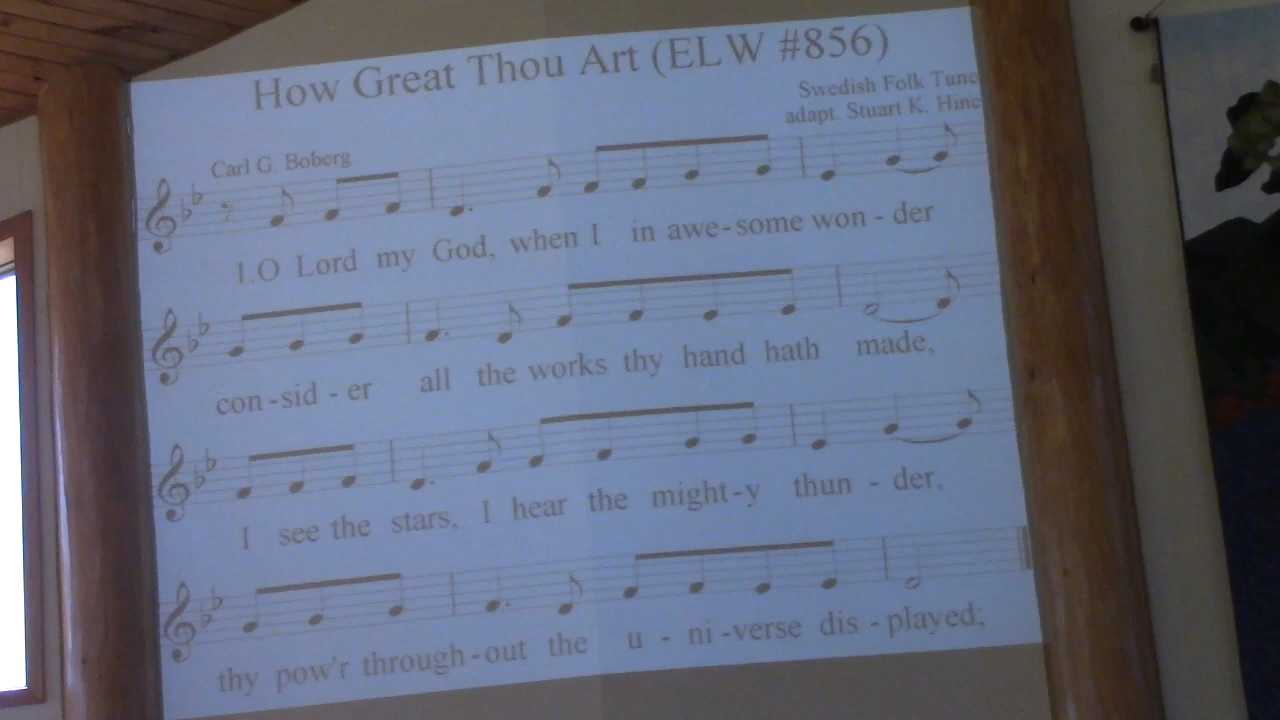 How Great Thou Art (ELW #856)
Swedish Folk Tune
adapt. Stuart K. Hine
Carl G. Boberg
1.O Lord my God, when I in awe-some won - der
con-sid - er all the works thy hand hath made,
I see the stars, I hear the might-y thun - der,
thy pow'r through-out the u - ni-verse dis-played;